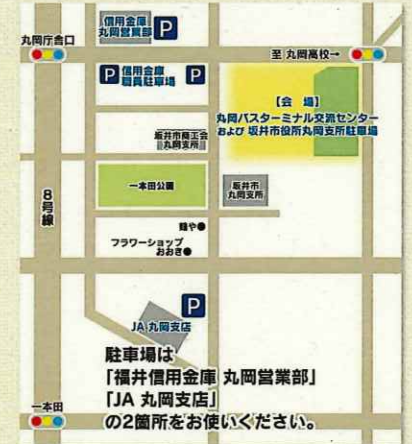 信用金庫
丸岡営業部
P
丸岡庁舎口
至 丸岡高校→
P
信用金庫
職員駐車場
P
【会 場】
丸岡バスターミナル交流センター
および 坂井市役所丸岡支所駐車場
坂井市商工会
丸岡支所
一本田公園
坂井市
丸岡支所
8号線
麺や●
フラワーショップ
おおぎ●
P
JA 丸岡支店
駐車場は
「福井信用金庫 丸岡営業部」
「JA 丸岡支店」
の2箇所をお使いください。
一本田